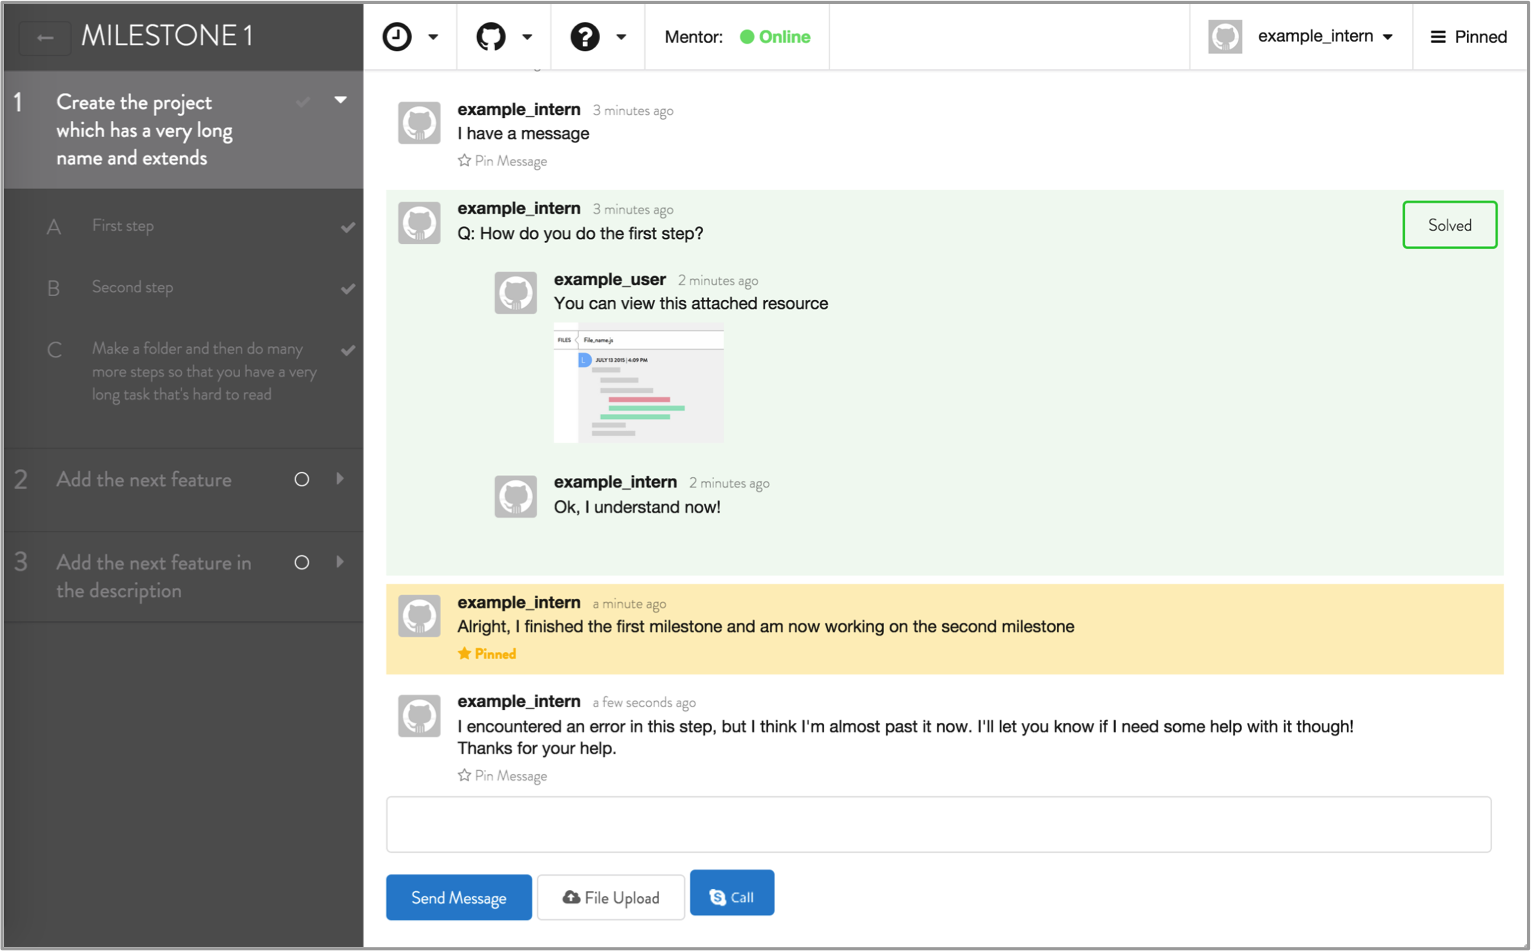 MILESTONE 1
Mentor: Online
example_intern
Pinned
1 Create the project
which has a very long
name and extends
A First step
B Second step
C Make a folder and then do many
more steps so that you have a very
long task that's hard to read
2 Add the next feature
3 Add the next feature in
the description
example_intern 3 minutes ago
I have a message
Pin Message
example_intern 3 minutes ago
Q: How do you do the first step?
Solved
example_user 2 minutes ago
You can view this attached resource
FILES File_name.js
L JULY 13 2015 | 4:09 PM
example_intern 2 minutes ago
Ok, I understand now!
example_intern a minute ago
Alright, I finished the first milestone and am now working on the second milestone
Pinned
example_intern a few seconds ago
I encountered an error in this step, but I think I'm almost past it now. I'll let you know if I need some help with it though!
Thanks for your help.
Pin Message
Send Message
File Upload
Call